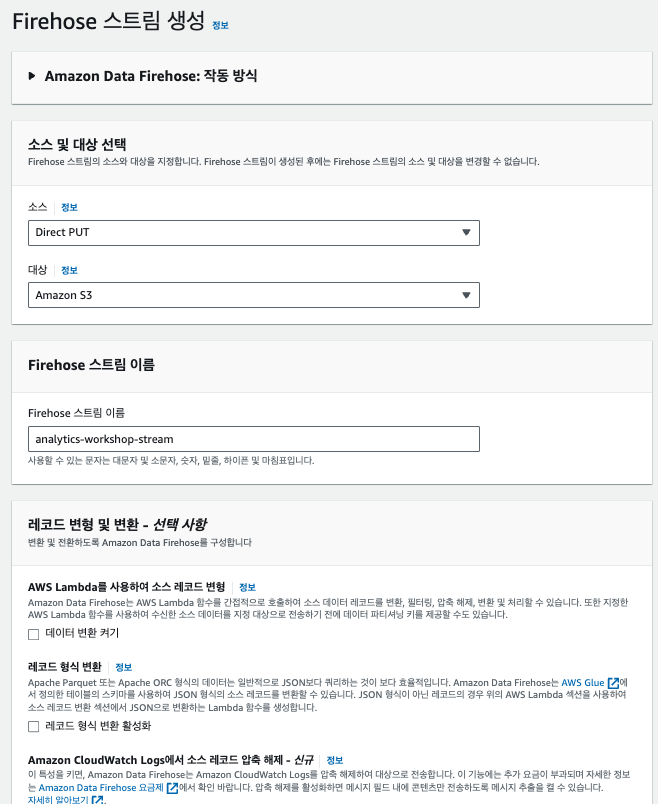 Firehose 스트림 생성 정보
Amazon Data Firehose: 작동 방식
소스 및 대상 선택
Firehose 스트림의 소스와 대상을 지정합니다. Firehose 스트림이 생성된 후에는 Firehose 스트림의 소스 및 대상을 변경할 수 없습니다.
소스 정보
Direct PUT
대상 정보
Amazon S3
Firehose 스트림 이름
Firehose 스트림 이름
analytics-workshop-stream
사용할 수 있는 문자는 대문자 및 소문자, 숫자, 밑줄, 하이픈 및 마침표입니다.
레코드 변형 및 변환 - 선택 사항
변환 및 전환하도록 Amazon Data Firehose를 구성합니다
AWS Lambda를 사용하여 소스 레코드 변형 정보
Amazon Data Firehose는 AWS Lambda 함수를 간접적으로 호출하여 소스 데이터 레코드를 변환, 필터링, 압축 해제, 변환 및 처리할 수 있습니다. 또한 지정한
AWS Lambda 함수를 사용하여 수신한 소스 데이터를 지정 대상으로 전송하기 전에 데이터 파티셔닝 키를 제공할 수도 있습니다.
데이터 변환 켜기
레코드 형식 변환 정보
Apache Parquet 또는 Apache ORC 형식의 데이터는 일반적으로 JSON보다 쿼리하는 것이 보다 효율적입니다. Amazon Data Firehose는 AWS Glue 에
서 정의한 테이블의 스키마를 사용하여 JSON 형식의 소스 레코드를 변환할 수 있습니다. JSON 형식이 아닌 레코드의 경우 위의 AWS Lambda 섹션을 사용하여
소스 레코드 변환 섹션에서 JSON으로 변환하는 Lambda 함수를 생성합니다.
레코드 형식 변환 활성화
Amazon CloudWatch Logs에서 소스 레코드 압축 해제 - 신규 정보
이 특성을 키면, Amazon Data Firehose는 Amazon CloudWatch Logs를 압축 해제하여 대상으로 전송합니다. 이 기능에는 추가 요금이 부과되며 자세한 정보
는 Amazon Data Firehose 요금제 에서 확인 바랍니다. 압축 해제를 활성화하면 메시지 필드 내에 콘텐츠만 전송하도록 메시지 추출을 켤 수 있습니다.
자세히 알아보기 .